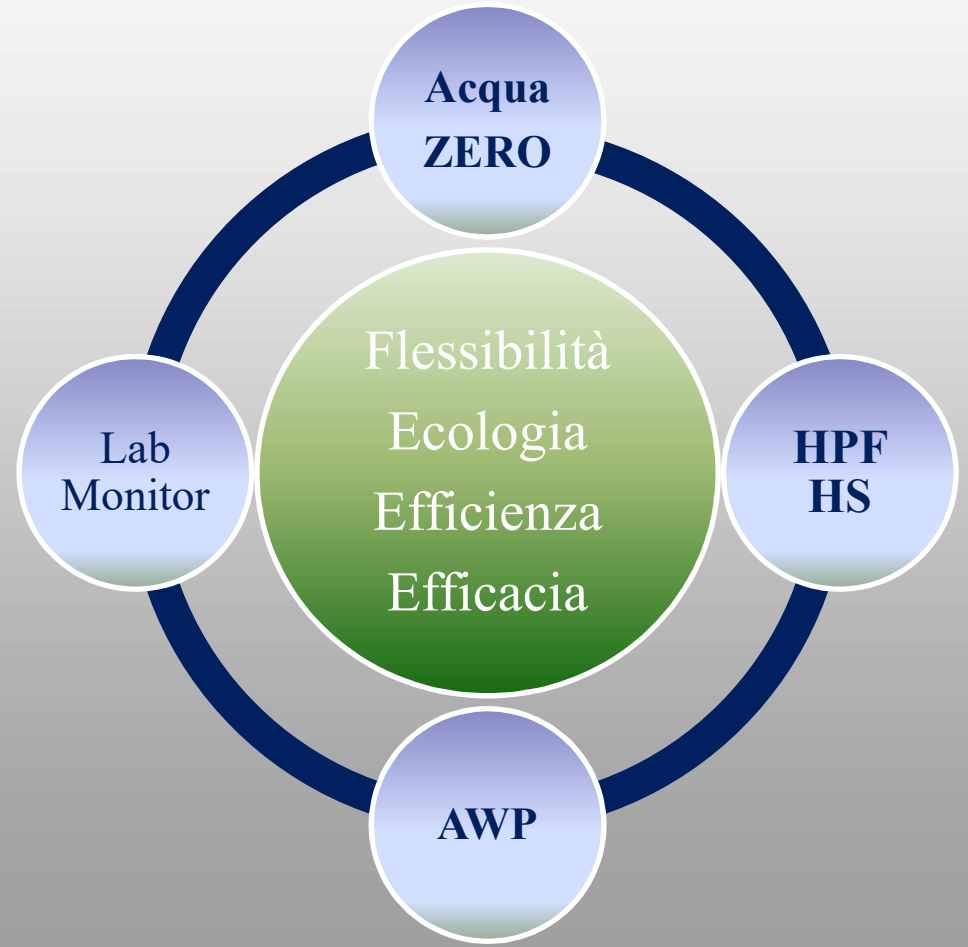 Acqua
ZERO
Flessibilità
Ecologia
Efficienza
Efficacia
Lab
Monitor
HPF
HS
AWP